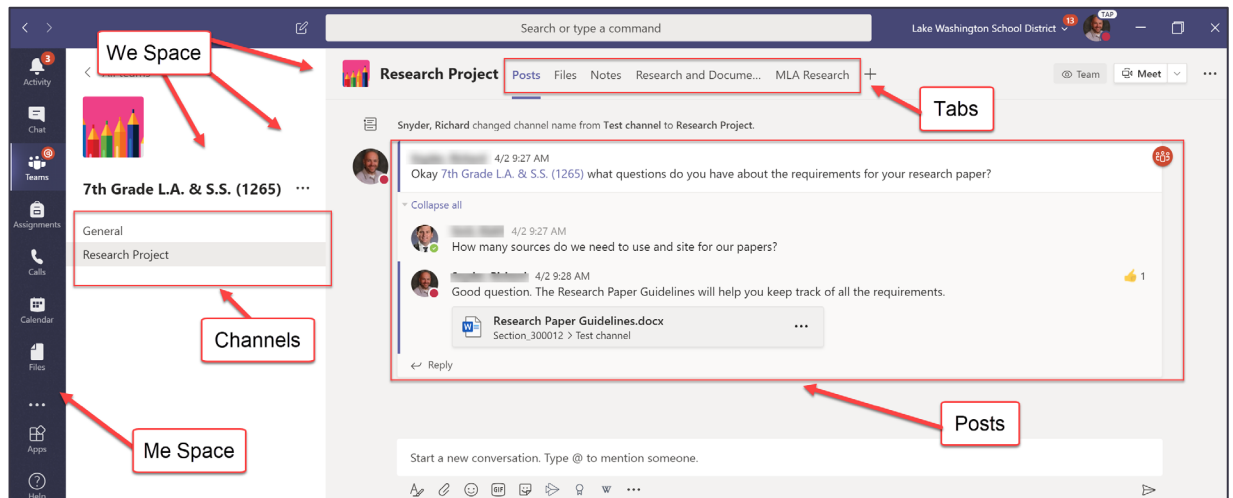 Search or type a command
Lake Washington School District
13
TAP
We Space
3
Activity
Chat
@
Teams
Assignments
Calls
Calendar
Files
Apps
Help
7th Grade L.A. & S.S. (1265)
General
Research Project
Channels
Me Space
Research Project
Posts Files Notes Research and Docume... MLA Research
Team
Meet
Tabs
Snyder, Richard changed channel name from Test channel to Research Project.
4/2 9:27 AM
Okay 7th Grade L.A. & S.S. (1265) what questions do you have about the requirements for your research paper?
Collapse all
4/2 9:27 AM
How many sources do we need to use and site for our papers?
4/2 9:28 AM
1
Good question. The Research Paper Guidelines will help you keep track of all the requirements.
Research Paper Guidelines.docx
Section_300012 > Test channel
Reply
Posts
Start a new conversation. Type @ to mention someone.
GIF